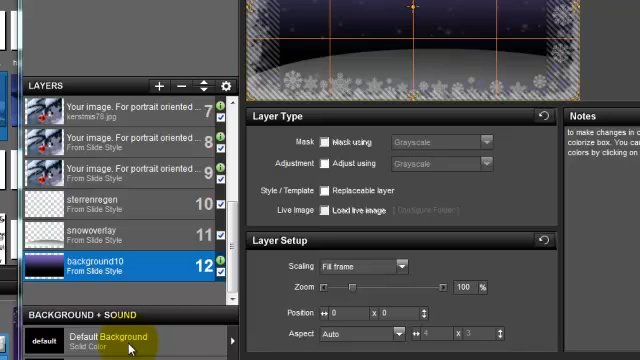 LAYERS
Your image. For portrait oriented ...
kerstmis78.jpg
7
Your image. For portrait oriented ...
From Slide Style
8
Your image. For portrait oriented ...
From Slide Style
9
sterrenregen
From Slide Style
10
snowoverlay
From Slide Style
11
background10
From Slide Style
12
BACKGROUND + SOUND
default
Default Background
Solid Color
Layer Type
Mask
Mask using
Grayscale
Adjustment
Adjust using
Grayscale
Style / Template
Replaceable layer
Live Image
Load live image
[ Configure Folder ]
Layer Setup
Scaling
Fill frame
Zoom
100 %
Position
0 x 0
Aspect
Auto
4 x 3
Notes
to make changes in c
colorize box. You can
colors by clicking on